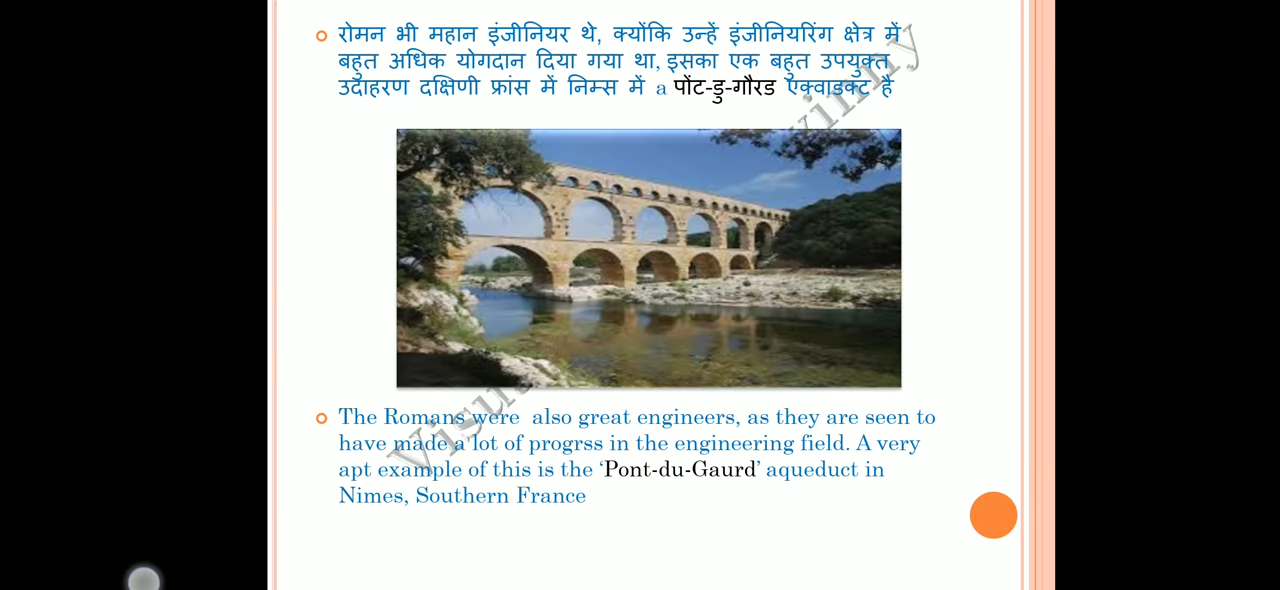 रोमन भी महान इंजीनियर थे, क्योंकि उन्हें इंजीनियरिंग क्षेत्र में
बहुत अधिक योगदान दिया गया था, इसका एक बहुत उपयुक्त
उदाहरण दक्षिणी फ्रांस में निम्स में a पोंट-डु-गौरड एक्वाडक्ट है
The Romans were also great engineers, as they are seen to
have made a lot of progrss in the engineering field. A very
apt example of this is the ‘Pont-du-Gaurd’ aqueduct in
Nimes, Southern France